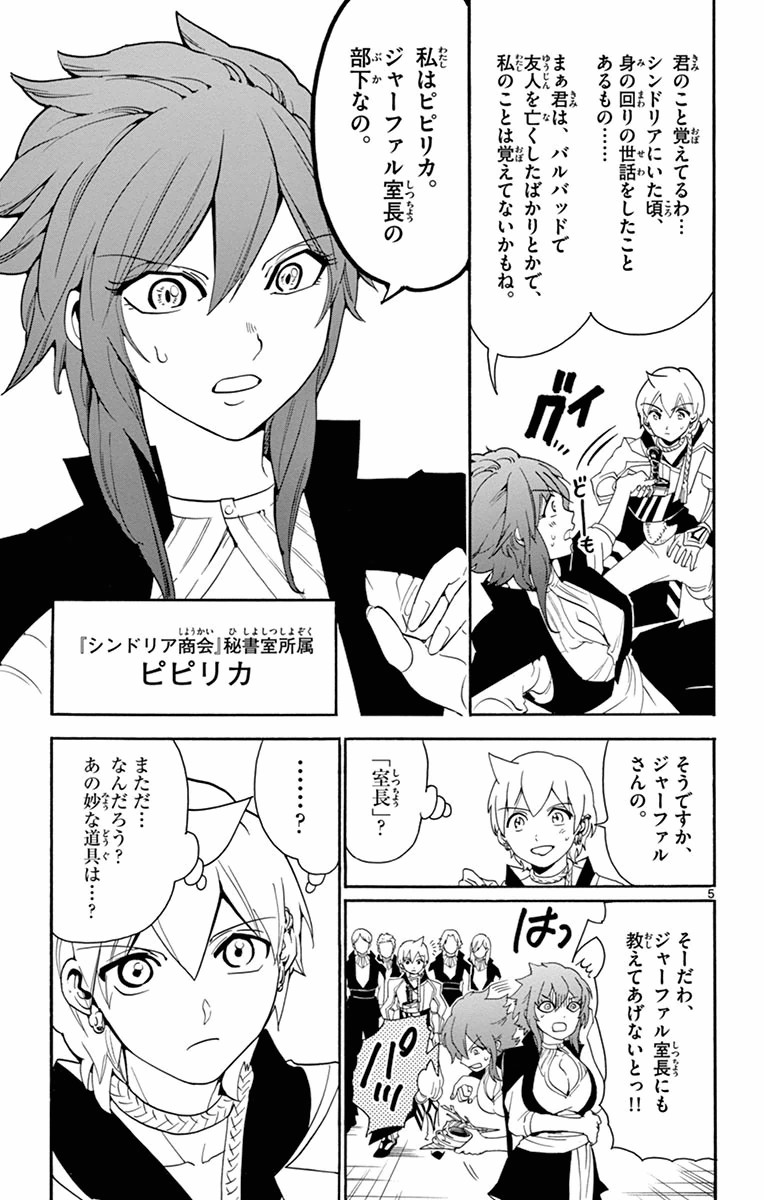 君のこと覚えてるわ…
シンドリアにいた頃、
身の回りの世話をしたこと
あるもの……
まぁ君は、バルバッドで
友人を亡くしたばかりとかで、
私のことは覚えてないかもね。
グイ…
どーも
私はピピリカ。
ジャーファル室長の
部下なの。
『シンドリア商会』秘書室所属
ピピリカ
そうですか、
ジャーファル
さんの。
「室長」?
5
そーだわ、
ジャーファル室長にも
教えてあげないとっ!!
はっ
パッ
………?
まただ…
なんだろう?
あの妙な道具は…?